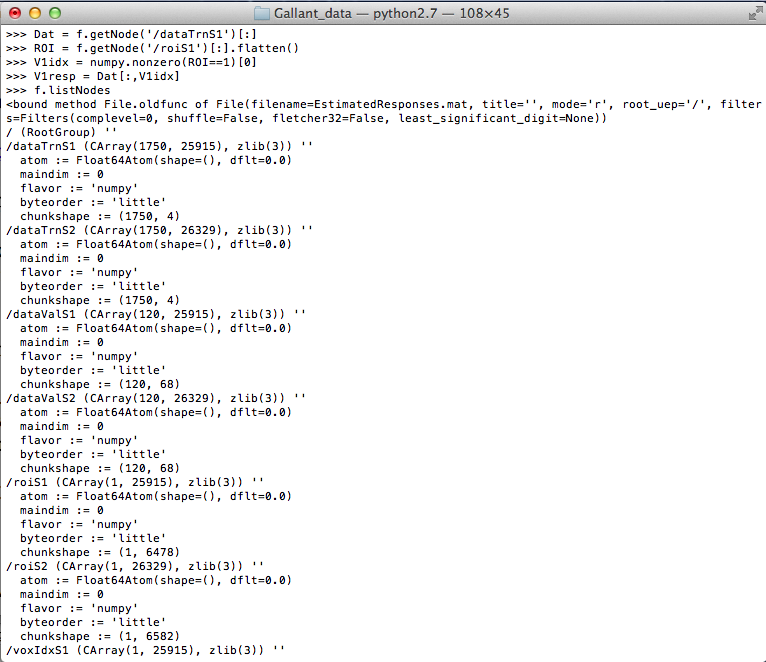 Gallant_data — python2.7 — 108×45
>>> Dat = f.getNode('/dataTrnS1')[:]
>>> ROI = f.getNode('/roiS1')[:].flatten()
>>> V1idx = numpy.nonzero(ROI==1)[0]
>>> V1resp = Dat[:,V1idx]
>>> f.listNodes
<bound method File.oldfunc of File(filename=EstimatedResponses.mat, title='', mode='r', root_uep='/', filter
s=Filters(complevel=0, shuffle=False, fletcher32=False, least_significant_digit=None))
/ (RootGroup) ''
/dataTrnS1 (CArray(1750, 25915), zlib(3)) ''
  atom := Float64Atom(shape=(), dflt=0.0)
  maindim := 0
  flavor := 'numpy'
  byteorder := 'little'
  chunkshape := (1750, 4)
/dataTrnS2 (CArray(1750, 26329), zlib(3)) ''
  atom := Float64Atom(shape=(), dflt=0.0)
  maindim := 0
  flavor := 'numpy'
  byteorder := 'little'
  chunkshape := (1750, 4)
/dataValS1 (CArray(120, 25915), zlib(3)) ''
  atom := Float64Atom(shape=(), dflt=0.0)
  maindim := 0
  flavor := 'numpy'
  byteorder := 'little'
  chunkshape := (120, 68)
/dataValS2 (CArray(120, 26329), zlib(3)) ''
  atom := Float64Atom(shape=(), dflt=0.0)
  maindim := 0
  flavor := 'numpy'
  byteorder := 'little'
  chunkshape := (120, 68)
/roiS1 (CArray(1, 25915), zlib(3)) ''
  atom := Float64Atom(shape=(), dflt=0.0)
  maindim := 0
  flavor := 'numpy'
  byteorder := 'little'
  chunkshape := (1, 6478)
/roiS2 (CArray(1, 26329), zlib(3)) ''
  atom := Float64Atom(shape=(), dflt=0.0)
  maindim := 0
  flavor := 'numpy'
  byteorder := 'little'
  chunkshape := (1, 6582)
/voxIdxS1 (CArray(1, 25915), zlib(3)) ''